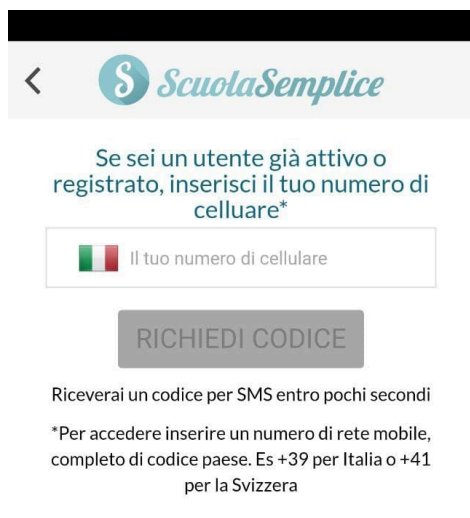 ScuolaSemplice
Se sei un utente già attivo o
registrato, inserisci il tuo numero di
celluare*
Il tuo numero di cellulare
RICHIEDI CODICE
Riceverai un codice per SMS entro pochi secondi
*Per accedere inserire un numero di rete mobile,
completo di codice paese. Es +39 per Italia o +41
per la Svizzera